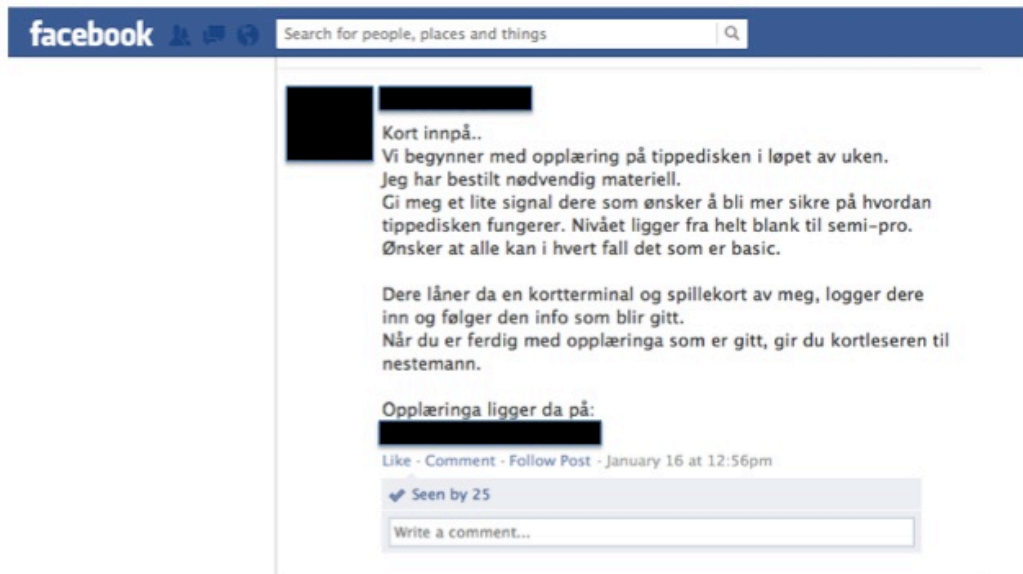 facebook
Search for people, places and things
Kort innpå..
Vi begynner med opplæring på tippedisken i løpet av uken.
Jeg har bestilt nødvendig materiell.
Gi meg et lite signal dere som ønsker å bli mer sikre på hvordan
tippedisken fungerer. Nivået ligger fra helt blank til semi-pro.
Ønsker at alle kan i hvert fall det som er basic.
Dere låner da en kortterminal og spillekort av meg, logger dere
inn og følger den info som blir gitt.
Når du er ferdig med opplæringa som er gitt, gir du kortleseren til
nestemann.
Opplæringa ligger da på:
Like · Comment · Follow Post · January 16 at 12:56pm
Seen by 25
Write a comment...